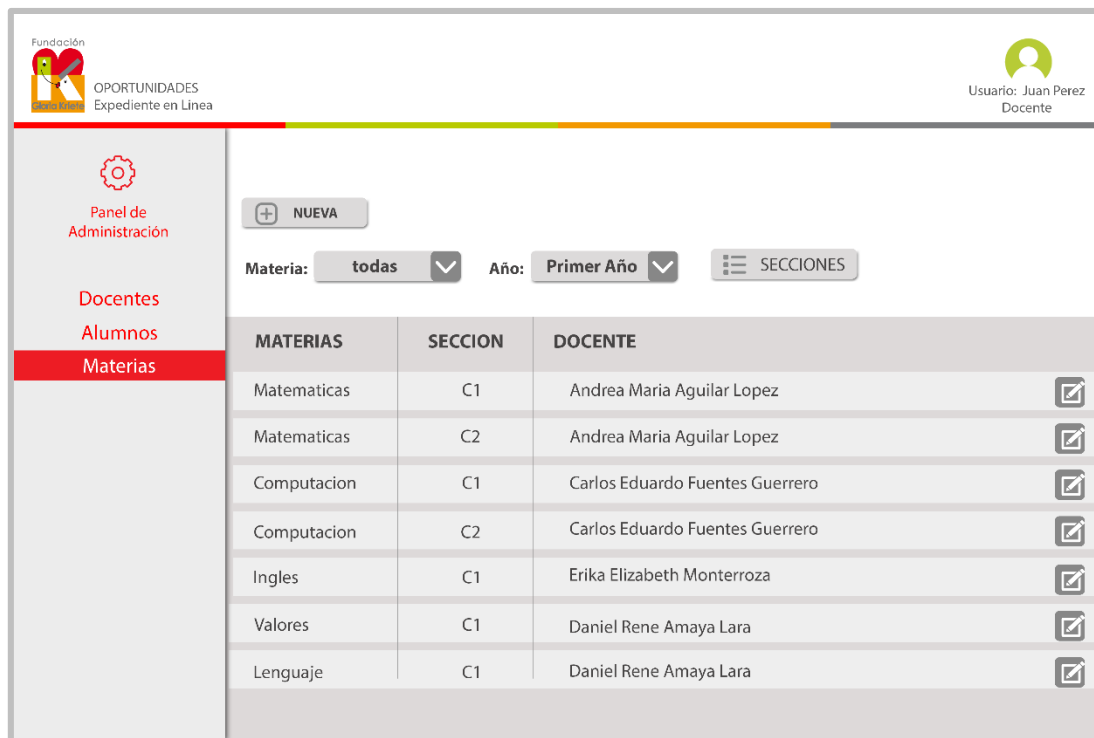 Fundación
Gloria Kriete
OPORTUNIDADES
Expediente en Linea
Usuario: Juan Perez
Docente
Panel de
Administración
Docentes
Alumnos
Materias
NUEVA
Materia: todas Año: Primer Año SECCIONES
MATERIAS SECCION DOCENTE
Matematicas C1 Andrea Maria Aguilar Lopez
Matematicas C2 Andrea Maria Aguilar Lopez
Computacion C1 Carlos Eduardo Fuentes Guerrero
Computacion C2 Carlos Eduardo Fuentes Guerrero
Ingles C1 Erika Elizabeth Monterroza
Valores C1 Daniel Rene Amaya Lara
Lenguaje C1 Daniel Rene Amaya Lara